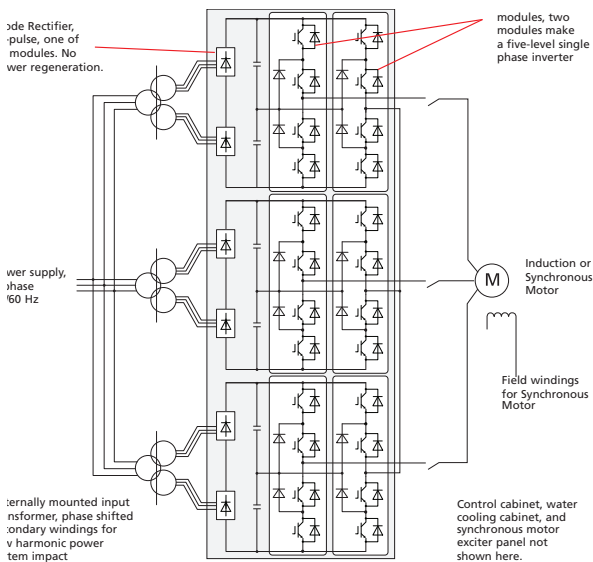 ode Rectifier,
-pulse, one of
modules. No
wer regeneration.
modules, two
modules make
a five-level single
phase inverter
wer supply,
phase
/60 Hz
M
Induction or
Synchronous
Motor
Field windings
for Synchronous
Motor
ternally mounted input
nsformer, phase shifted
condary windings for
w harmonic power
tem impact
Control cabinet, water
cooling cabinet, and
synchronous motor
exciter panel not
shown here.